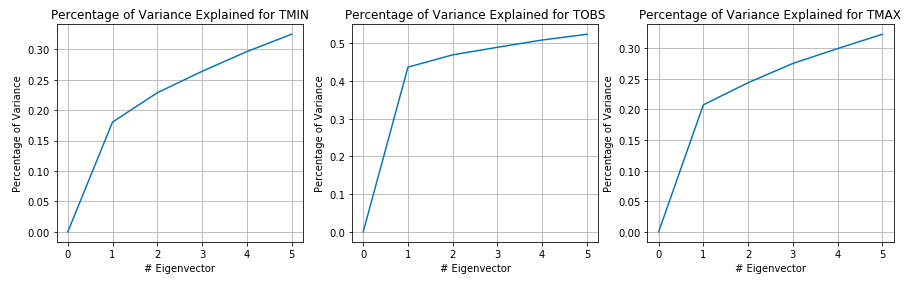 Percentage of Variance Explained for TMIN
Percentage of Variance
0.30
0.25
0.20
0.15
0.10
0.05
0.00
0 1 2 3 4 5
# Eigenvector
Percentage of Variance Explained for TOBS
Percentage of Variance
0.5
0.4
0.3
0.2
0.1
0.0
0 1 2 3 4 5
# Eigenvector
Percentage of Variance Explained for TMAX
Percentage of Variance
0.30
0.25
0.20
0.15
0.10
0.05
0.00
0 1 2 3 4 5
# Eigenvector